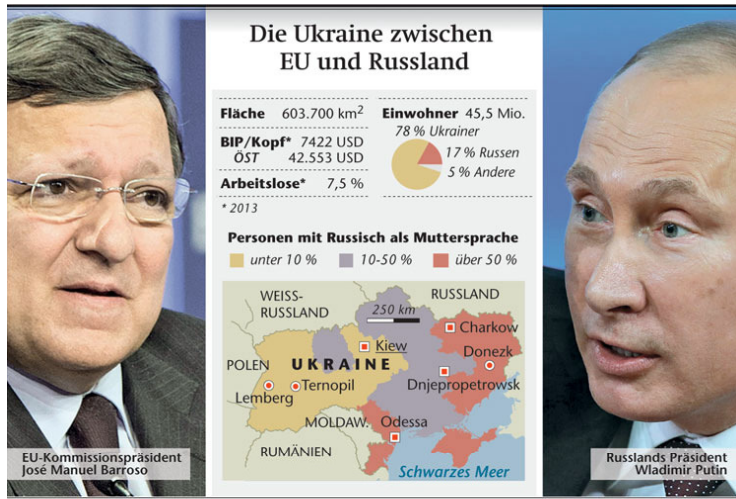 Die Ukraine zwischen
EU und Russland
Fläche 603.700 km²
BIP/Kopf* 7422 USD
ÖST 42.553 USD
Arbeitslose* 7,5 %
* 2013
Einwohner 45,5 Mio.
78 % Ukrainer
17 % Russen
5 % Andere
Personen mit Russisch als Muttersprache
unter 10 % 10-50 % über 50 %
WEISS-
RUSSLAND
RUSSLAND
250 km
Charkow
Kiew
POLEN
UKRAINE
Donezk
Lemberg
Ternopil
Dnjepropetrowsk
MOLDAW.
Odessa
RUMÄNIEN
Schwarzes Meer
EU-Kommissionspräsident
José Manuel Barroso
Russlands Präsident
Wladimir Putin